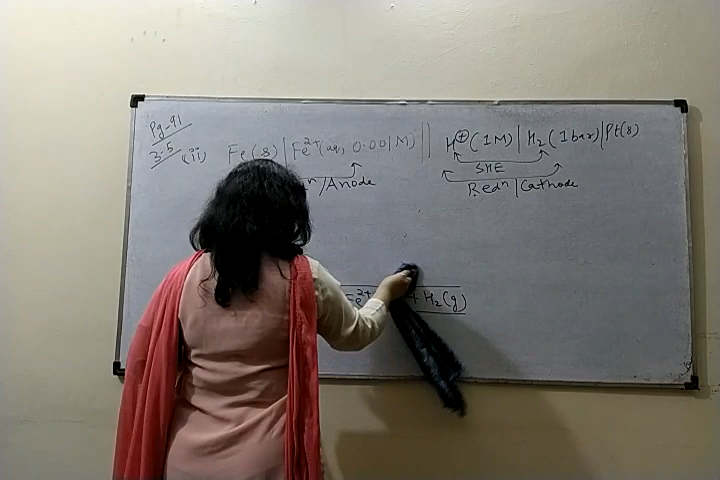 Pg-91
3.5 (ii) Fe(s) | Fe²⁺(aq, 0.001M) || H⁺(1M) | H₂(1bar) | Pt(s)
SHE
/Anode Redⁿ | Cathode
Fe²⁺ + H₂(g)